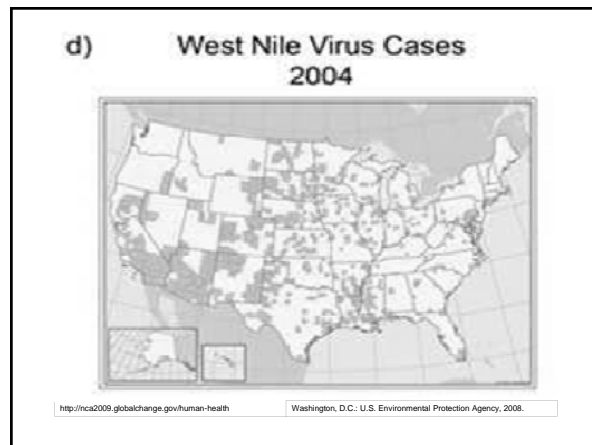 d)
West Nile Virus Cases
2004
http://nca2009.globalchange.gov/human-health
Washington, D.C.: U.S. Environmental Protection Agency, 2008.